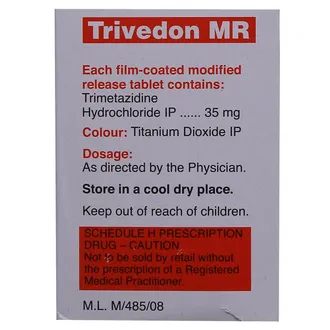 Trivedon MR
Each film-coated modified
release tablet contains:
Trimetazidine
Hydrochloride IP ...... 35 mg
Colour: Titanium Dioxide IP
Dosage:
As directed by the Physician.
Store in a cool dry place.
Keep out of reach of children.
SCHEDULE H PRESCRIPTION
DRUG – CAUTION
Not to be sold by retail without
the prescription of a Registered
Medical Practitioner.
M.L. M/485/08